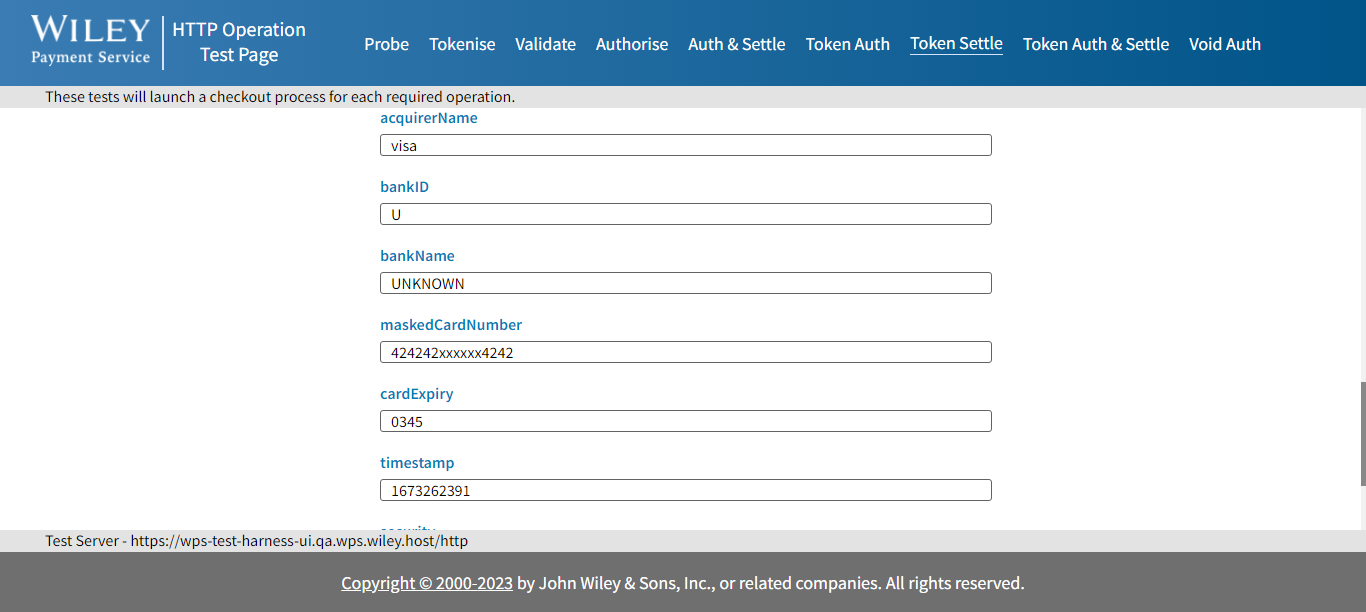 WILEY
Payment Service
HTTP Operation
Test Page
Probe Tokenise Validate Authorise Auth & Settle Token Auth Token Settle Token Auth & Settle Void Auth
These tests will launch a checkout process for each required operation.
acquirerName
visa
bankID
U
bankName
UNKNOWN
maskedCardNumber
424242xxxxxx4242
cardExpiry
0345
timestamp
1673262391
Test Server - https://wps-test-harness-ui.qa.wps.wiley.host/http
Copyright © 2000-2023 by John Wiley & Sons, Inc., or related companies. All rights reserved.